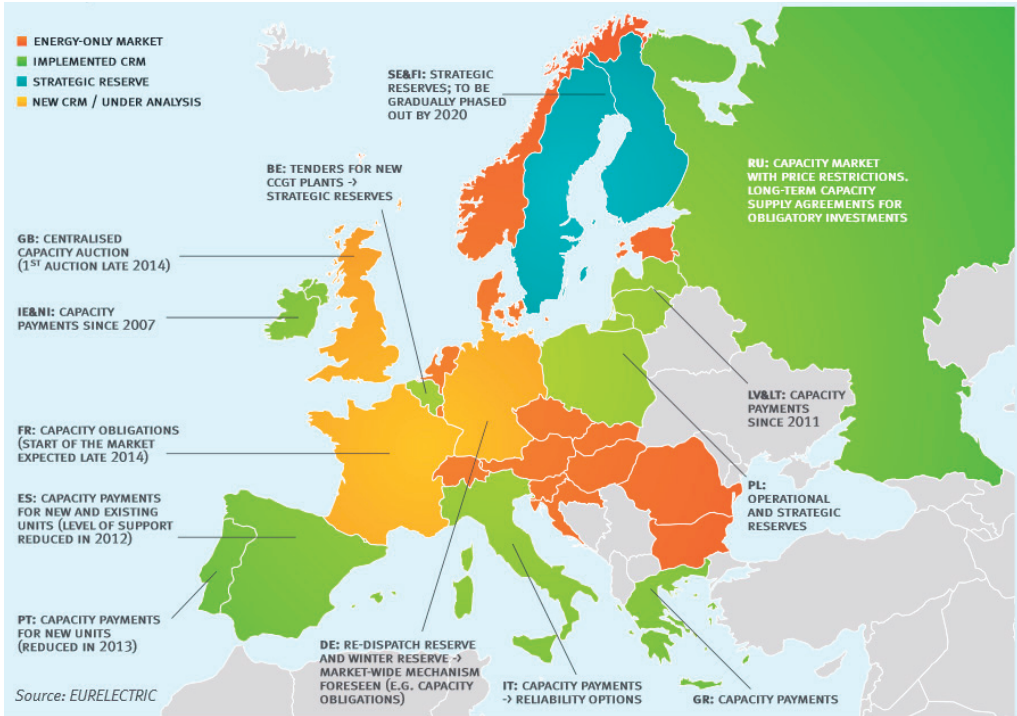 ENERGY-ONLY MARKET
IMPLEMENTED CRM
STRATEGIC RESERVE
NEW CRM / UNDER ANALYSIS
SE&FI: STRATEGIC
RESERVES; TO BE
GRADUALLY PHASED
OUT BY 2020
BE: TENDERS FOR NEW
CCGT PLANTS ->
STRATEGIC RESERVES
RU: CAPACITY MARKET
WITH PRICE RESTRICTIONS.
LONG-TERM CAPACITY
SUPPLY AGREEMENTS FOR
OBLIGATORY INVESTMENTS
GB: CENTRALISED
CAPACITY AUCTION
(1ST AUCTION LATE 2014)
IE&NI: CAPACITY
PAYMENTS SINCE 2007
LV&LT: CAPACITY
PAYMENTS
SINCE 2011
FR: CAPACITY OBLIGATIONS
(START OF THE MARKET
EXPECTED LATE 2014)
PL:
OPERATIONAL
AND STRATEGIC
RESERVES
ES: CAPACITY PAYMENTS
FOR NEW AND EXISTING
UNITS (LEVEL OF SUPPORT
REDUCED IN 2012)
PT: CAPACITY PAYMENTS
FOR NEW UNITS
(REDUCED IN 2013)
DE: RE-DISPATCH RESERVE
AND WINTER RESERVE ->
MARKET-WIDE MECHANISM
FORESEEN (E.G. CAPACITY
OBLIGATIONS)
IT: CAPACITY PAYMENTS
-> RELIABILITY OPTIONS
GR: CAPACITY PAYMENTS
Source: EURELECTRIC